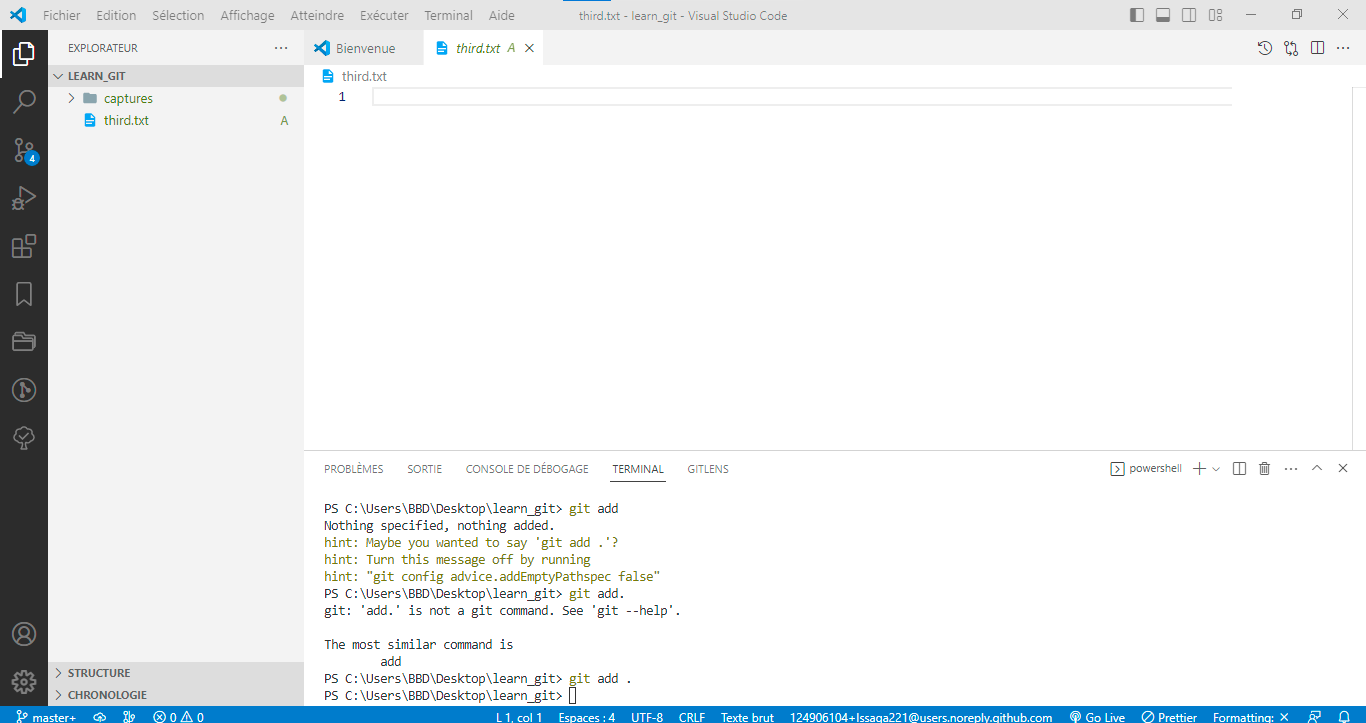 Fichier Edition Sélection Affichage Atteindre Exécuter Terminal Aide third.txt - learn_git - Visual Studio Code
EXPLORATEUR ···
LEARN_GIT
captures
third.txt A
4
STRUCTURE
CHRONOLOGIE
Bienvenue third.txt A
third.txt
1
PROBLÈMES SORTIE CONSOLE DE DÉBOGAGE TERMINAL GITLENS powershell
PS C:\Users\BBD\Desktop\learn_git> git add
Nothing specified, nothing added.
hint: Maybe you wanted to say 'git add .'?
hint: Turn this message off by running
hint: "git config advice.addEmptyPathspec false"
PS C:\Users\BBD\Desktop\learn_git> git add.
git: 'add.' is not a git command. See 'git --help'.
The most similar command is
add
PS C:\Users\BBD\Desktop\learn_git> git add .
PS C:\Users\BBD\Desktop\learn_git>
master+ 0 0 L 1, col 1 Espaces : 4 UTF-8 CRLF Texte brut 124906104+Issaga221@users.noreply.github.com Go Live Prettier Formatting: ×